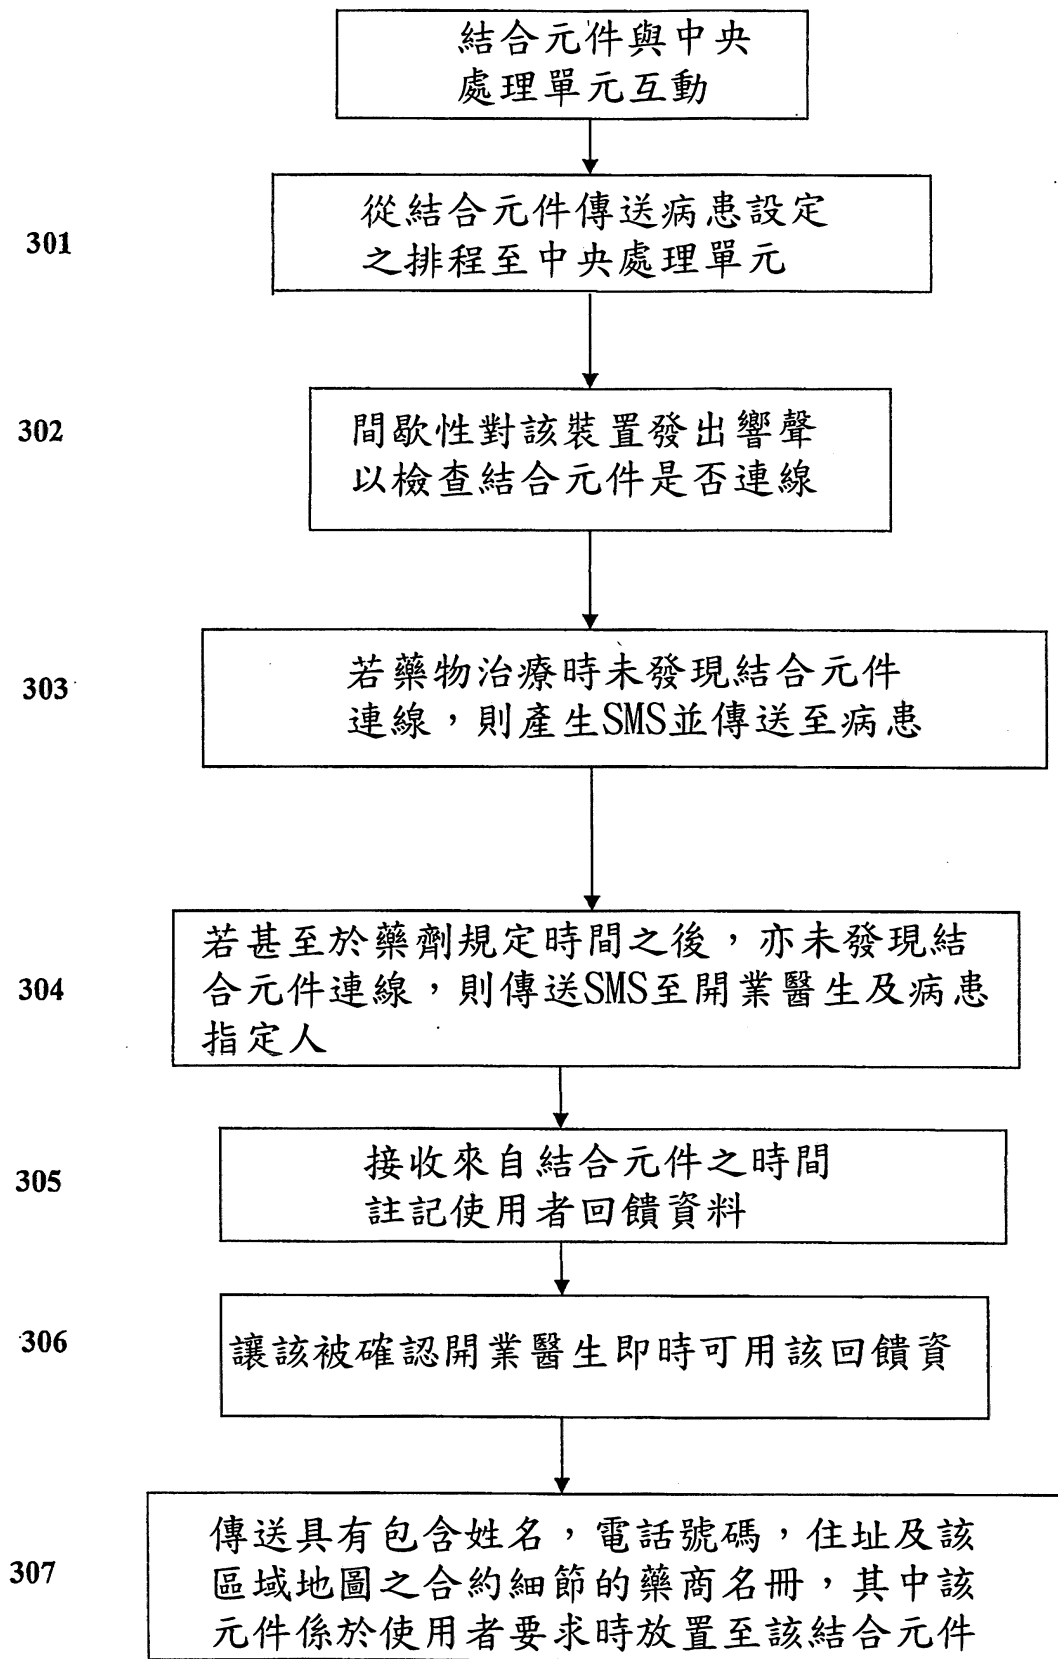 結合元件與中央
處理單元互動
301
從結合元件傳送病患設定
之排程至中央處理單元
302
間歇性對該裝置發出響聲
以檢查結合元件是否連線
303
若藥物治療時未發現結合元件
連線，則產生SMS並傳送至病患
304
若甚至於藥劑規定時間之後，亦未發現結
合元件連線，則傳送SMS至開業醫生及病患
指定人
305
接收來自結合元件之時間
註記使用者回饋資料
306
讓該被確認開業醫生即時可用該回饋資
307
傳送具有包含姓名，電話號碼，住址及該
區域地圖之合約細節的藥商名冊，其中該
元件係於使用者要求時放置至該結合元件